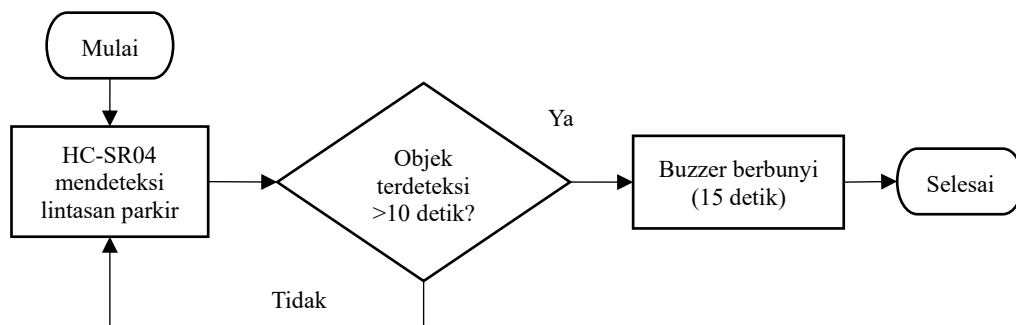 Mulai
HC-SR04
mendeteksi
lintasan parkir
Objek
terdeteksi
>10 detik?
Ya
Tidak
Buzzer berbunyi
(15 detik)
Selesai